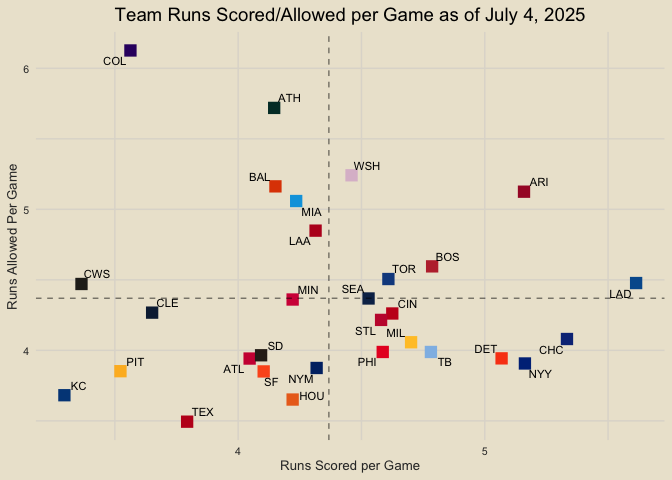 Team Runs Scored/Allowed per Game as of July 4, 2025
COL
ATH
WSH
BAL
ARI
MIA
LAA
BOS
TOR
CWS
SEA
LAD
MIN
CLE
CIN
STL
MIL
SD
DET
CHC
PIT
ATL
SF
NYM
PHI
TB
NYY
KC
HOU
TEX
6
5
4
Runs Allowed Per Game
4
5
Runs Scored per Game